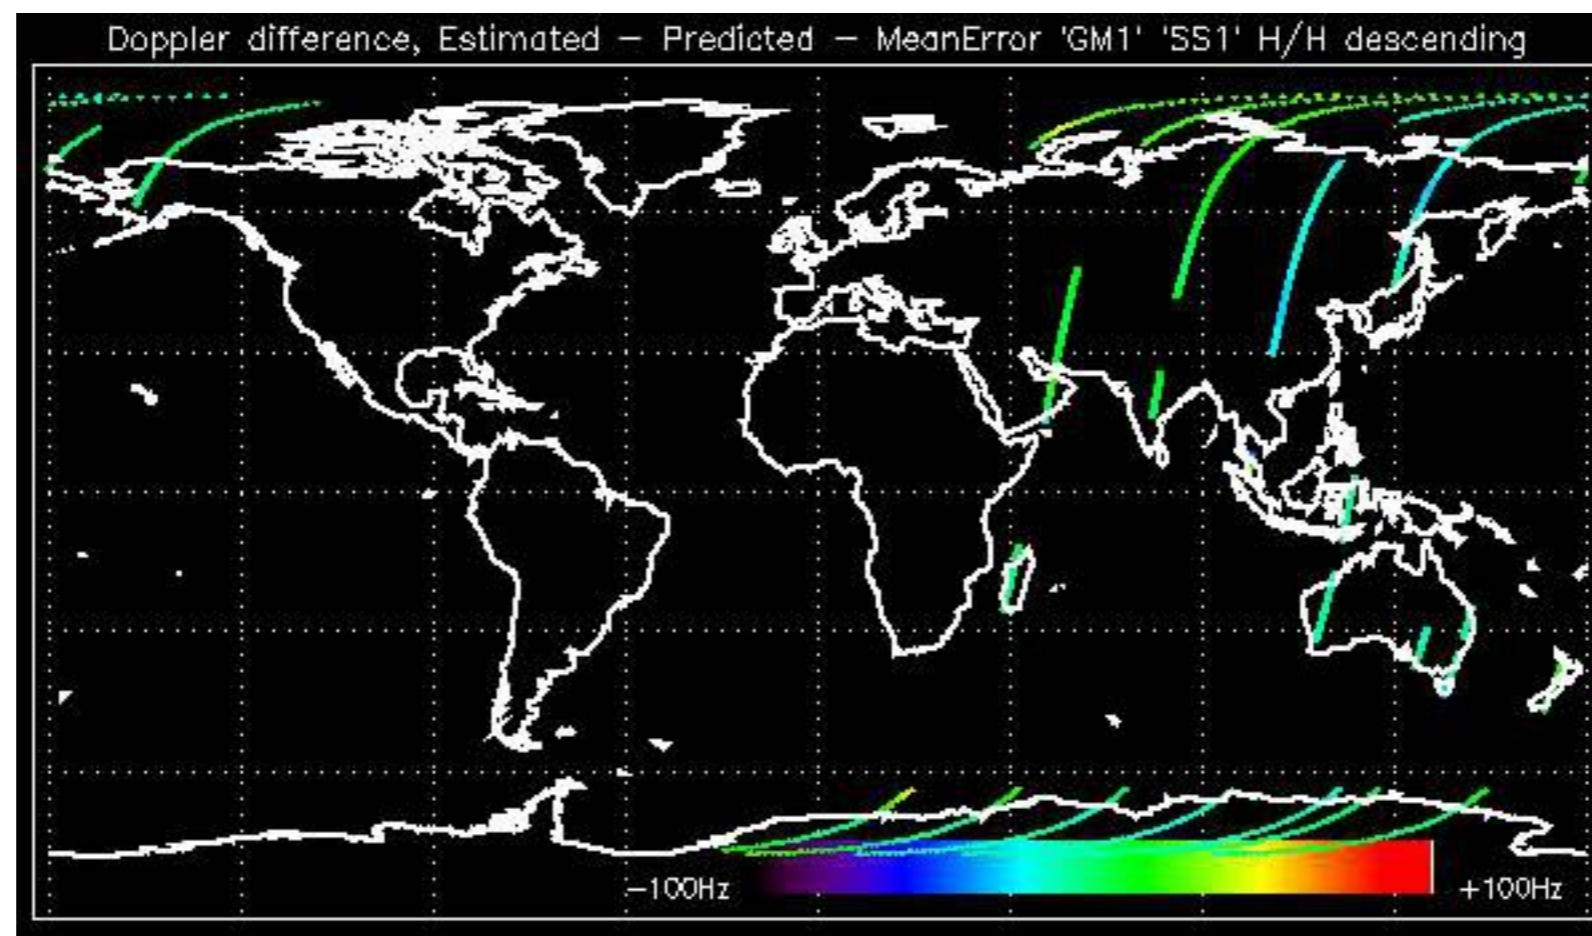 Doppler difference, Estimated – Predicted – MeanError 'GM1' 'SS1' H/H descending
–100Hz
+100Hz